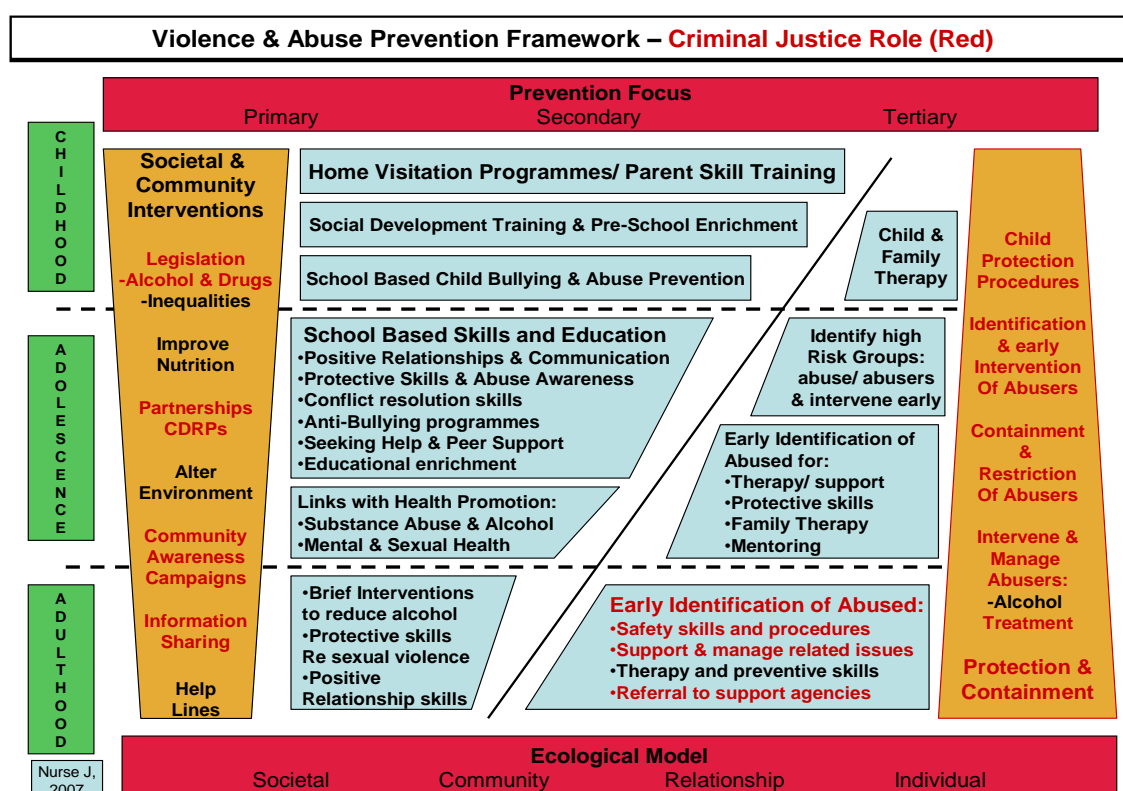 Violence & Abuse Prevention Framework – Criminal Justice Role (Red)
Prevention Focus
Primary Secondary Tertiary
CHILDHOOD
Societal &
Community
Interventions
Legislation
-Alcohol & Drugs
-Inequalities
Improve
Nutrition
Partnerships
CDRPs
Alter
Environment
Community
Awareness
Campaigns
Information
Sharing
Help
Lines
Home Visitation Programmes/ Parent Skill Training
Social Development Training & Pre-School Enrichment
School Based Child Bullying & Abuse Prevention
Child &
Family
Therapy
Child
Protection
Procedures
Identification
& early
Intervention
Of Abusers
Containment
&
Restriction
Of Abusers
Intervene &
Manage
Abusers:
-Alcohol
Treatment
Protection &
Containment
ADOLESCENCE
School Based Skills and Education
•Positive Relationships & Communication
•Protective Skills & Abuse Awareness
•Conflict resolution skills
•Anti-Bullying programmes
•Seeking Help & Peer Support
•Educational enrichment
Identify high
Risk Groups:
abuse/ abusers
& intervene early
Links with Health Promotion:
•Substance Abuse & Alcohol
•Mental & Sexual Health
Early Identification of
Abused for:
•Therapy/ support
•Protective skills
•Family Therapy
•Mentoring
ADULTHOOD
•Brief Interventions
to reduce alcohol
•Protective skills
Re sexual violence
•Positive
Relationship skills
Early Identification of Abused:
•Safety skills and procedures
•Support & manage related issues
•Therapy and preventive skills
•Referral to support agencies
Nurse J,
2007
Ecological Model
Societal Community Relationship Individual